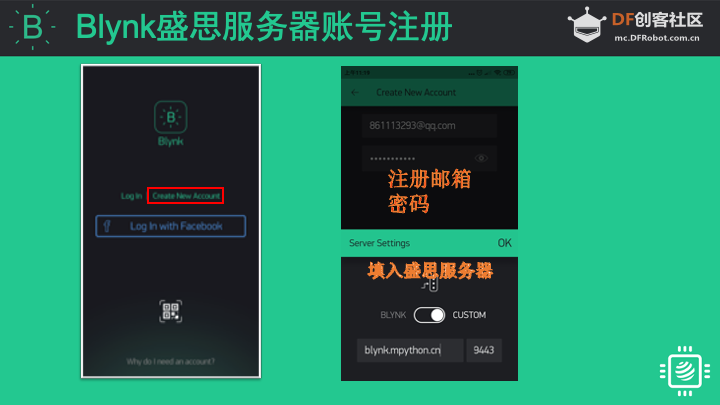 B
Blynk盛思服务器账号注册
DF创客社区
mc.DFRobot.com.cn
B
Blynk
Log In
Create New Account
f Log In with Facebook
Why do I need an account?
Create New Account
861113293@qq.com
注册邮箱
密码
Server Settings
OK
填入盛思服务器
BLYNK
CUSTOM
blynk.mpython.cn
9443